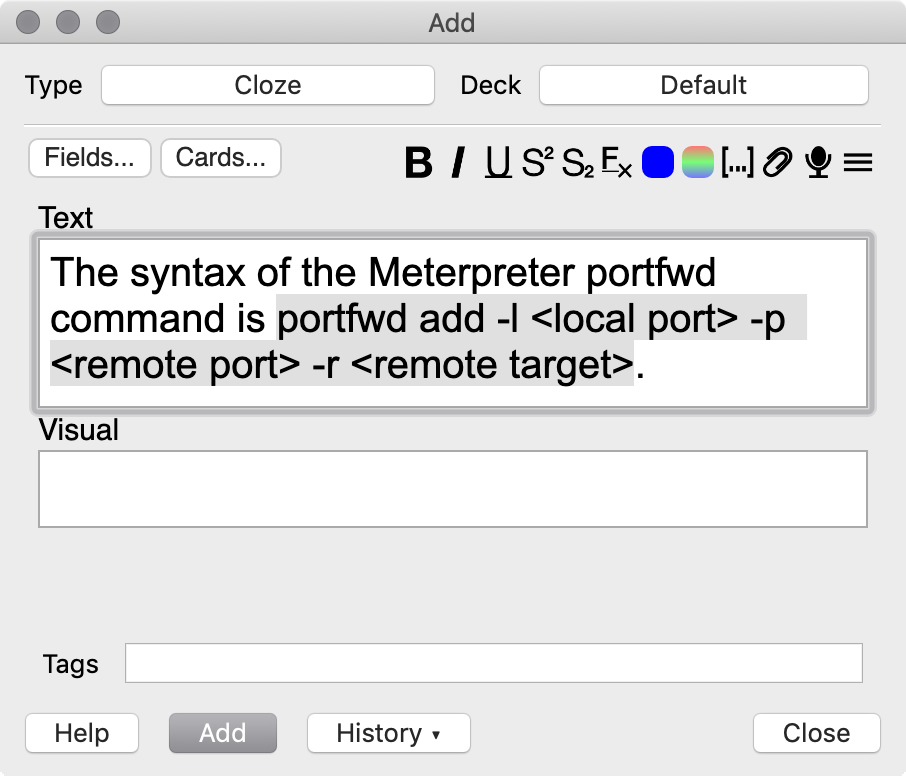 Add
Type Cloze Deck Default
Fields... Cards... B I U S² S₂ Fx [...]
Text
The syntax of the Meterpreter portfwd
command is portfwd add -l <local port> -p
<remote port> -r <remote target>.
Visual
Tags
Help Add History ▾ Close